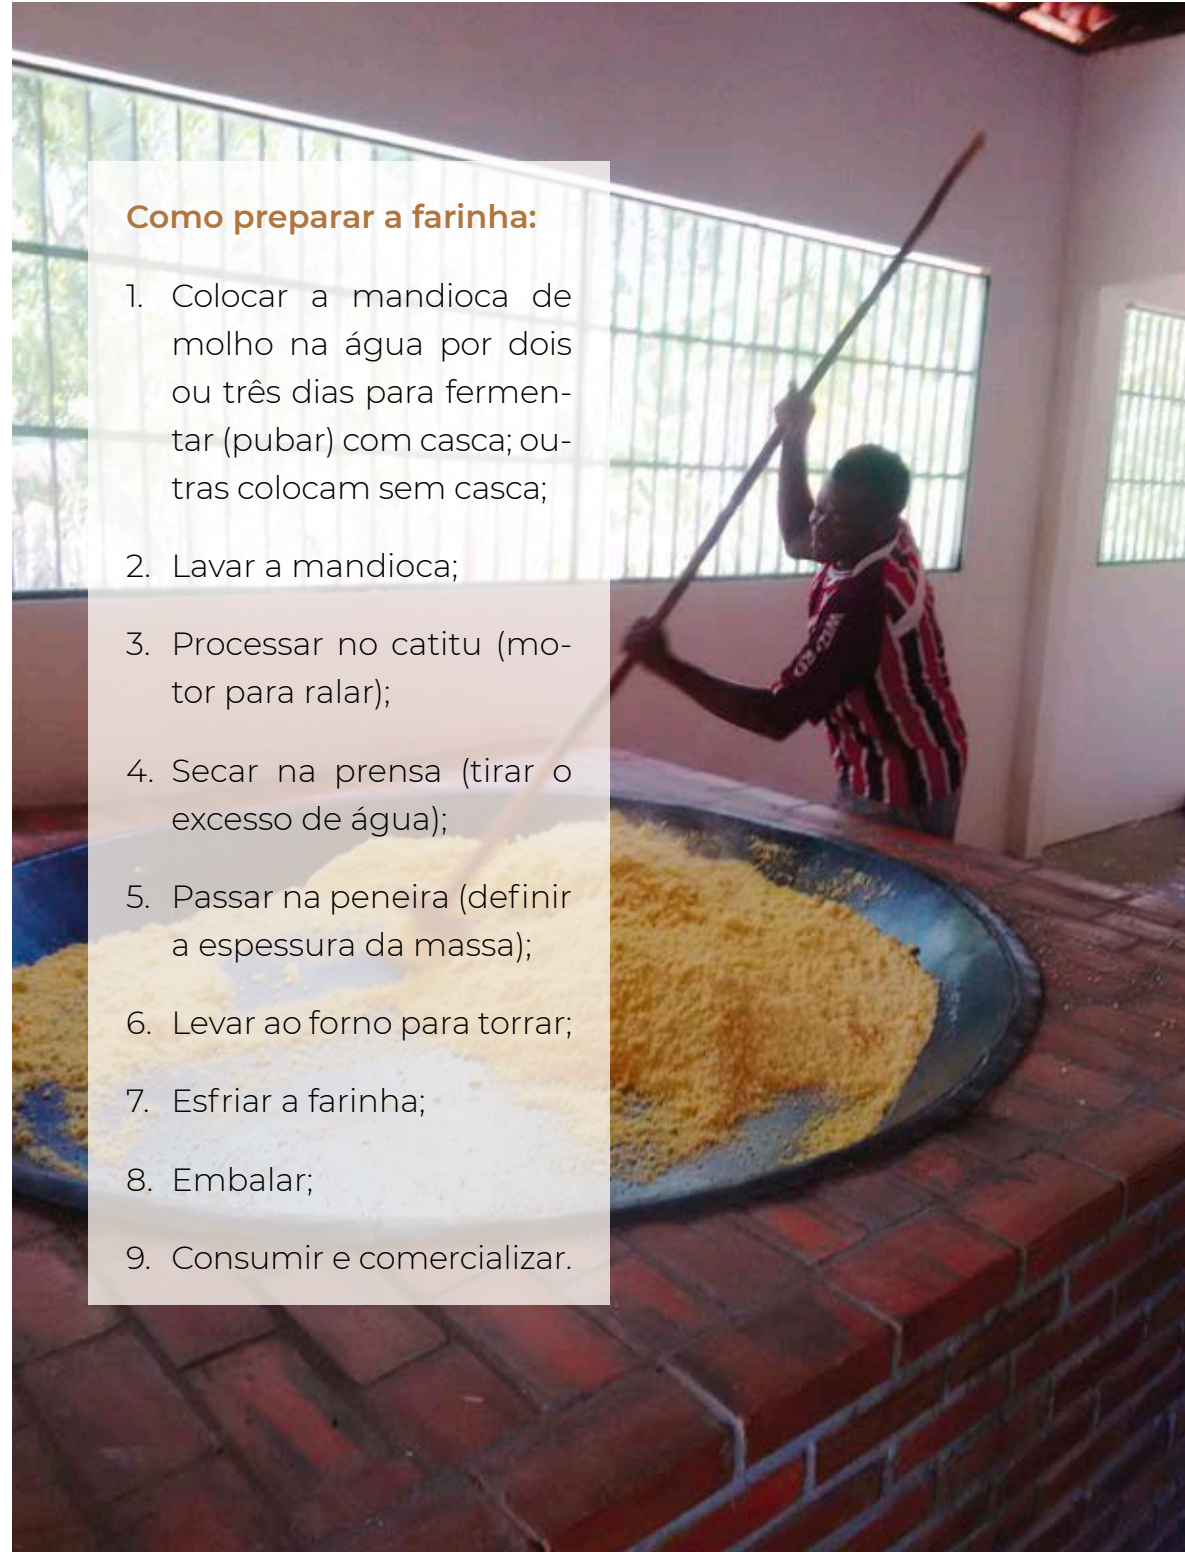 Como preparar a farinha:
1. Colocar a mandioca de
molho na água por dois
ou três dias para fermen-
tar (pubar) com casca; ou-
tras colocam sem casca;
2. Lavar a mandioca;
3. Processar no catitu (mo-
tor para ralar);
4. Secar na prensa (tirar o
excesso de água);
5. Passar na peneira (definir
a espessura da massa);
6. Levar ao forno para torrar;
7. Esfriar a farinha;
8. Embalar;
9. Consumir e comercializar.